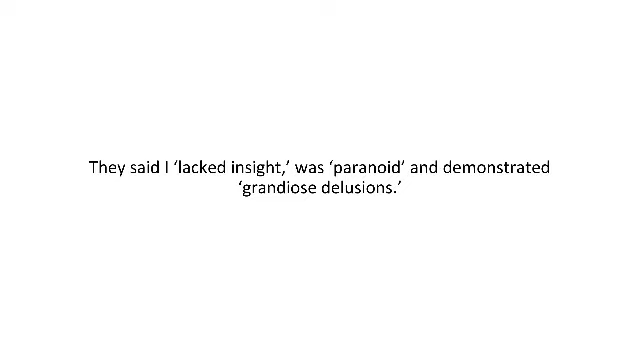 They said I ‘lacked insight,’ was ‘paranoid’ and demonstrated
‘grandiose delusions.’